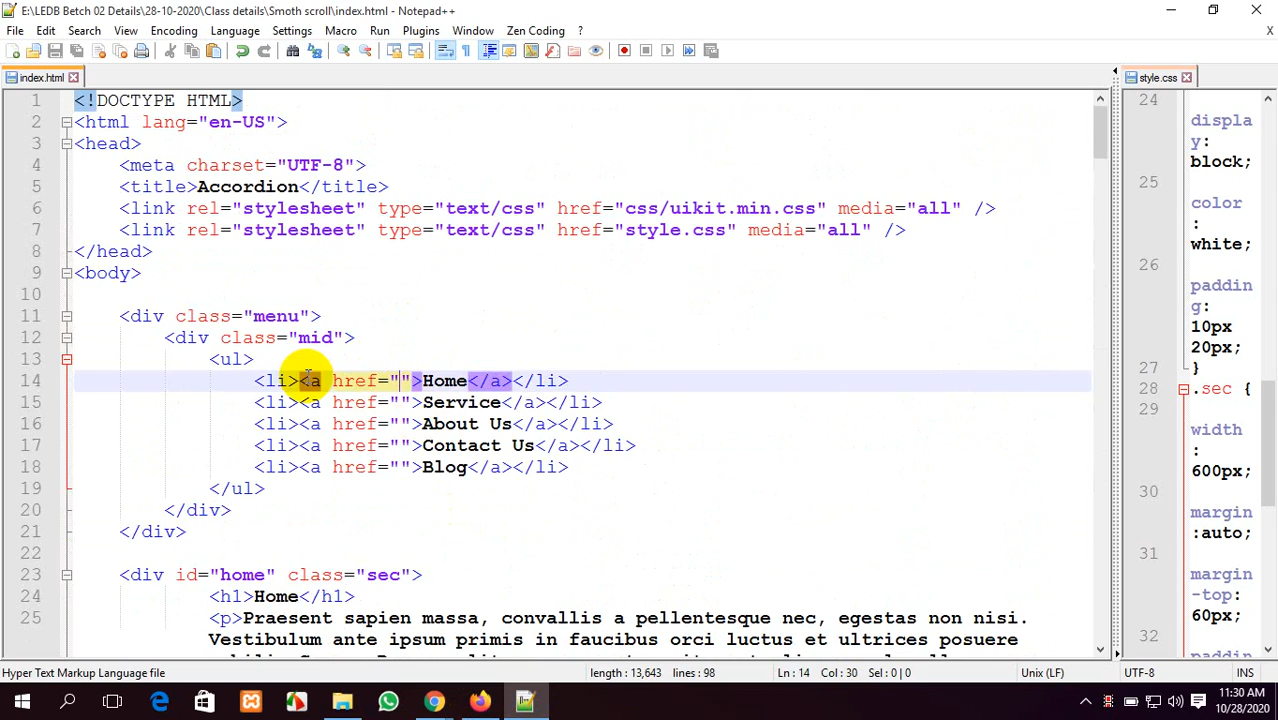 E:\LEDB Betch 02 Details\28-10-2020\Class details\Smoth scroll\index.html - Notepad++
File Edit Search View Encoding Language Settings Macro Run Plugins Window Zen Coding ? X
index.html
1 <!DOCTYPE HTML>
2 <html lang="en-US">
3 <head>
4 <meta charset="UTF-8">
5 <title>Accordion</title>
6 <link rel="stylesheet" type="text/css" href="css/uikit.min.css" media="all" />
7 <link rel="stylesheet" type="text/css" href="style.css" media="all" />
8 </head>
9 <body>
10
11 <div class="menu">
12 <div class="mid">
13 <ul>
14 <li><a href="">Home</a></li>
15 <li><a href="">Service</a></li>
16 <li><a href="">About Us</a></li>
17 <li><a href="">Contact Us</a></li>
18 <li><a href="">Blog</a></li>
19 </ul>
20 </div>
21 </div>
22
23 <div id="home" class="sec">
24 <h1>Home</h1>
25 <p>Praesent sapien massa, convallis a pellentesque nec, egestas non nisi.
Vestibulum ante ipsum primis in faucibus orci luctus et ultrices posuere
style.css
24
displa
y:
block;
25
color
:
white;
26
paddin
g:
10px
20px;
27 }
28 .sec {
29
width
:
600px;
30
margin
:auto;
31
margin
-top:
60px;
32
Hyper Text Markup Language file length : 13,643 lines : 98 Ln : 14 Col : 30 Sel : 0 | 0 Unix (LF) UTF-8 INS
11:30 AM
10/28/2020